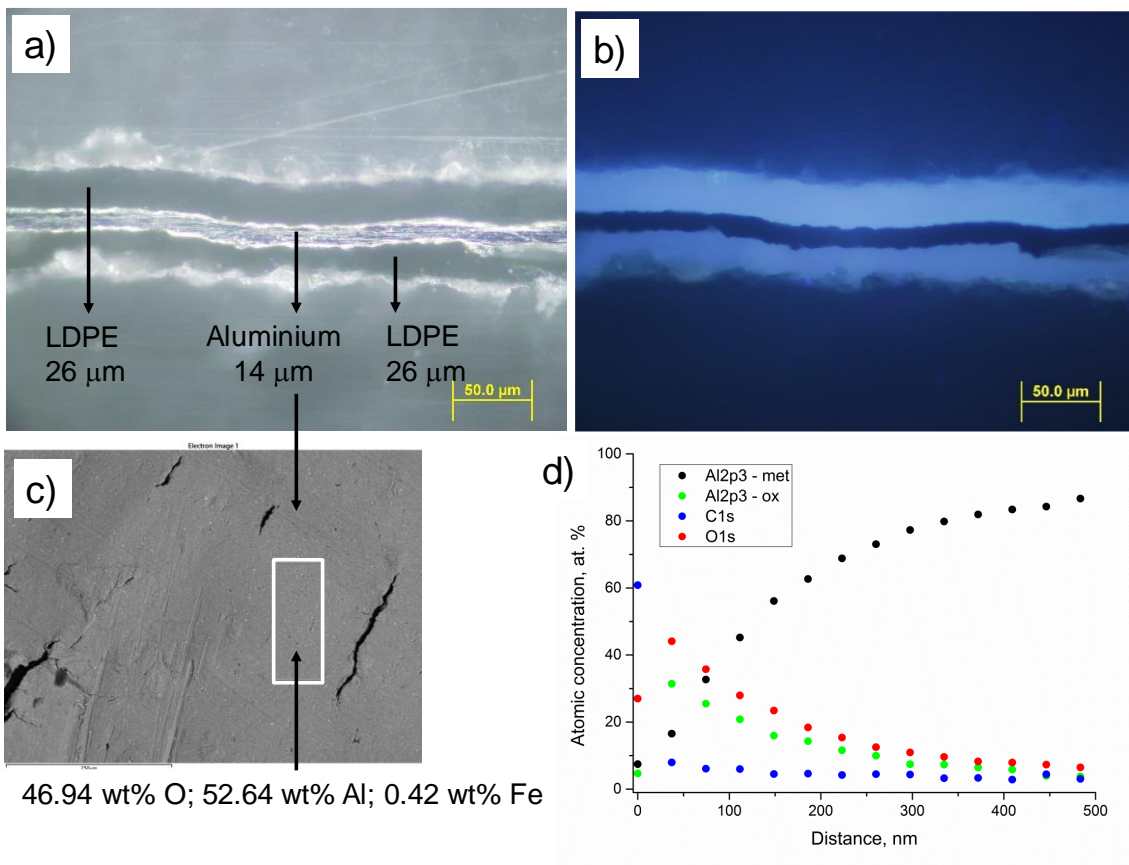 a)
LDPE
26 μm
Aluminium
14 μm
LDPE
26 μm
50.0 µm
b)
50.0 µm
Electron Image 1
c)
250µm
46.94 wt% O; 52.64 wt% Al; 0.42 wt% Fe
d)
Al2p3 - met
Al2p3 - ox
C1s
O1s
Atomic concentration, at. %
100
80
60
40
20
0
0
100
200
300
400
500
Distance, nm